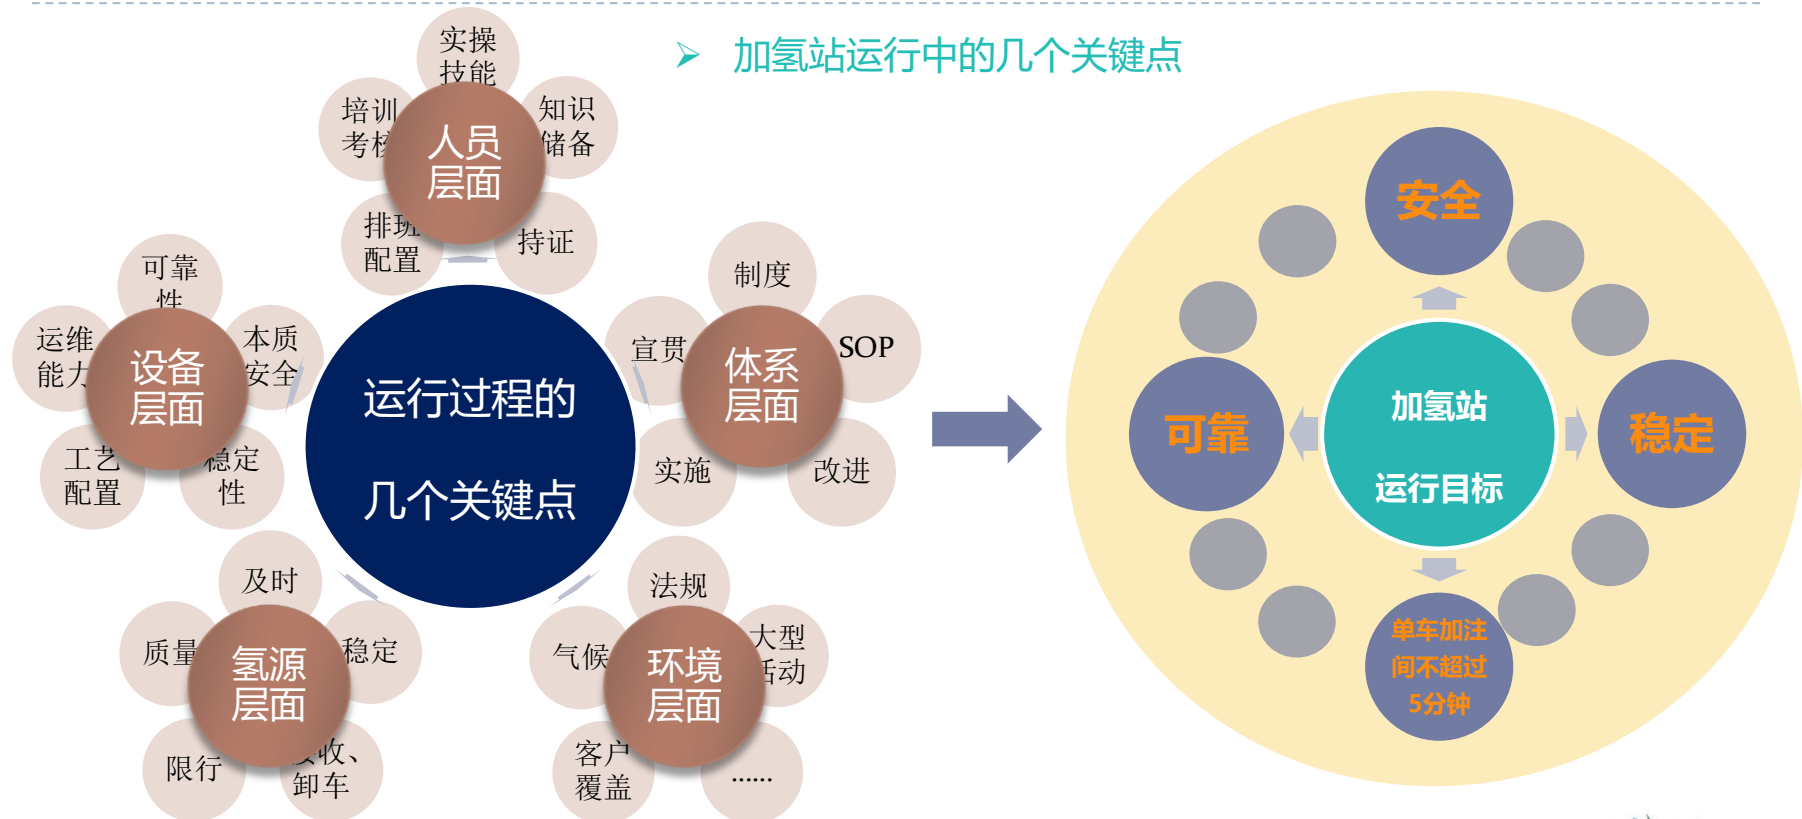 加氢站运行中的几个关键点
实操
技能
培训
考核
知识
储备
人员
层面
排班
配置
持证
可靠
性
运维
能力
本质
安全
设备
层面
工艺
配置
稳定
性
制度
宣贯
SOP
体系
层面
实施
改进
运行过程的
几个关键点
及时
质量
稳定
氢源
层面
限行
收、
卸车
法规
气候
大型
活动
环境
层面
客户
覆盖
......
安全
可靠
加氢站
运行目标
稳定
单车加注
间不超过
5分钟